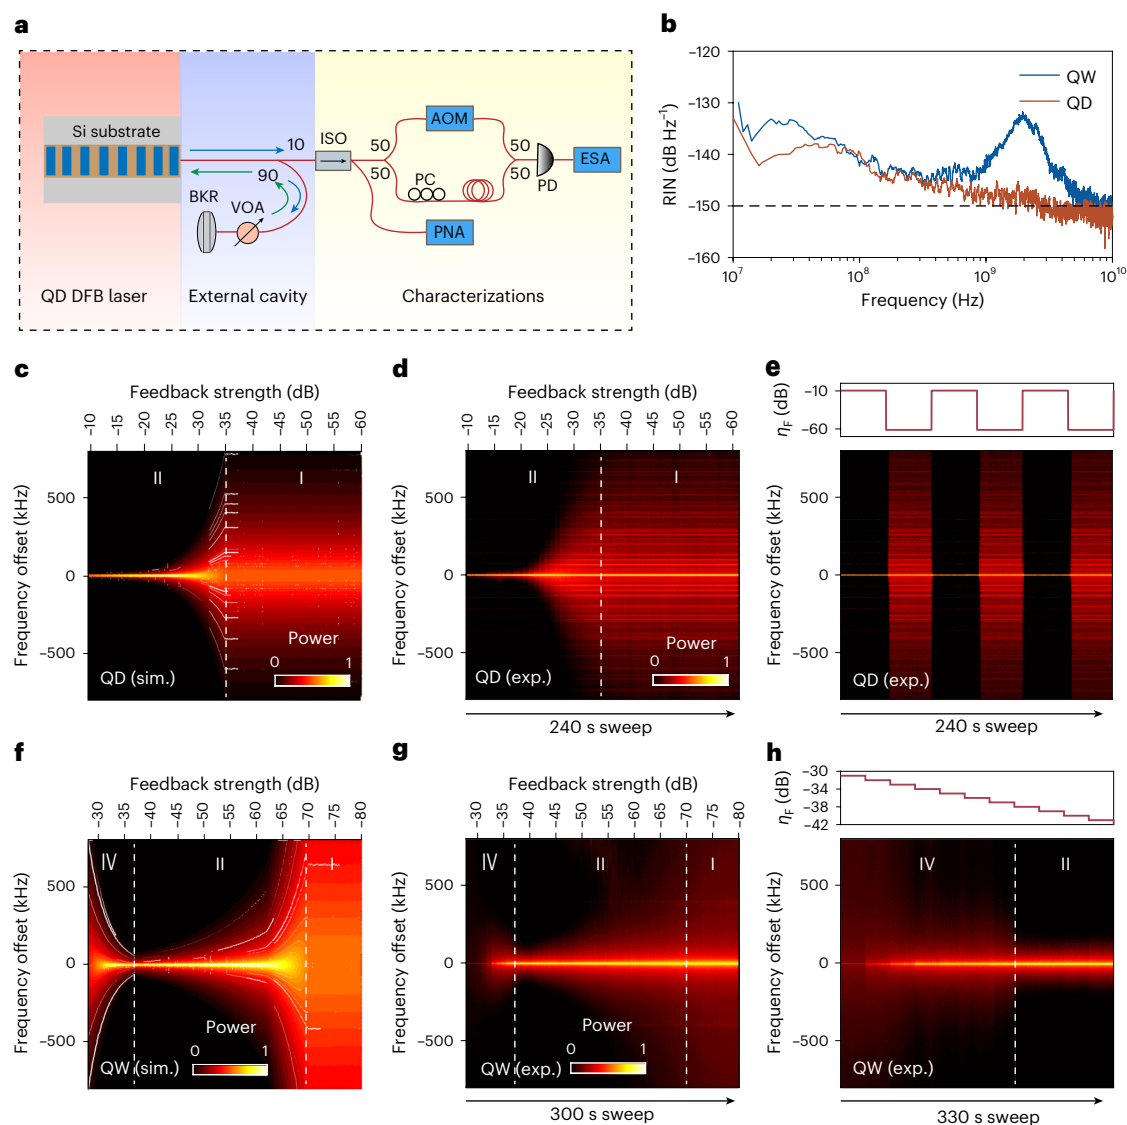 a
Si substrate
10
90
BKR
VOA
ISO
50
50
AOM
PC
50
50
PD
ESA
PNA
QD DFB laser
External cavity
Characterizations
b
RIN (dB Hz⁻¹)
−120
−130
−140
−150
−160
QW
QD
10⁷
10⁸
10⁹
10¹⁰
Frequency (Hz)
c
Feedback strength (dB)
−10
−15
−20
−25
−30
−35
−40
−45
−50
−55
−60
Frequency offset (kHz)
500
0
−500
II
I
Power
0
1
QD (sim.)
d
Feedback strength (dB)
−10
−15
−20
−25
−30
−35
−40
−45
−50
−55
−60
Frequency offset (kHz)
500
0
−500
II
I
Power
0
1
QD (exp.)
240 s sweep
e
ηF (dB)
−10
−60
Frequency offset (kHz)
500
0
−500
QD (exp.)
240 s sweep
f
Feedback strength (dB)
−30
−35
−40
−45
−50
−55
−60
−65
−70
−75
−80
Frequency offset (kHz)
500
0
−500
IV
II
I
Power
0
1
QW (sim.)
g
Feedback strength (dB)
−30
−35
−40
−45
−50
−55
−60
−65
−70
−75
−80
Frequency offset (kHz)
500
0
−500
IV
II
I
Power
0
1
QW (exp.)
300 s sweep
h
ηF (dB)
−30
−34
−38
−42
Frequency offset (kHz)
500
0
−500
IV
II
QW (exp.)
330 s sweep